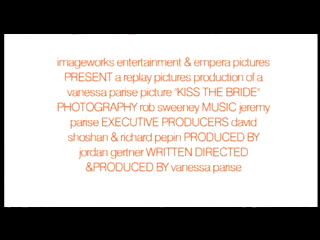 imageworks entertainment & empera pictures
PRESENT a replay pictures production of a
vanessa parise picture "KISS THE BRIDE"
PHOTOGRAPHY rob sweeney MUSIC jeremy
parise EXECUTIVE PRODUCERS david
shoshan & richard pepin PRODUCED BY
jordan gertner WRITTEN DIRECTED
&PRODUCED BY vanessa parise